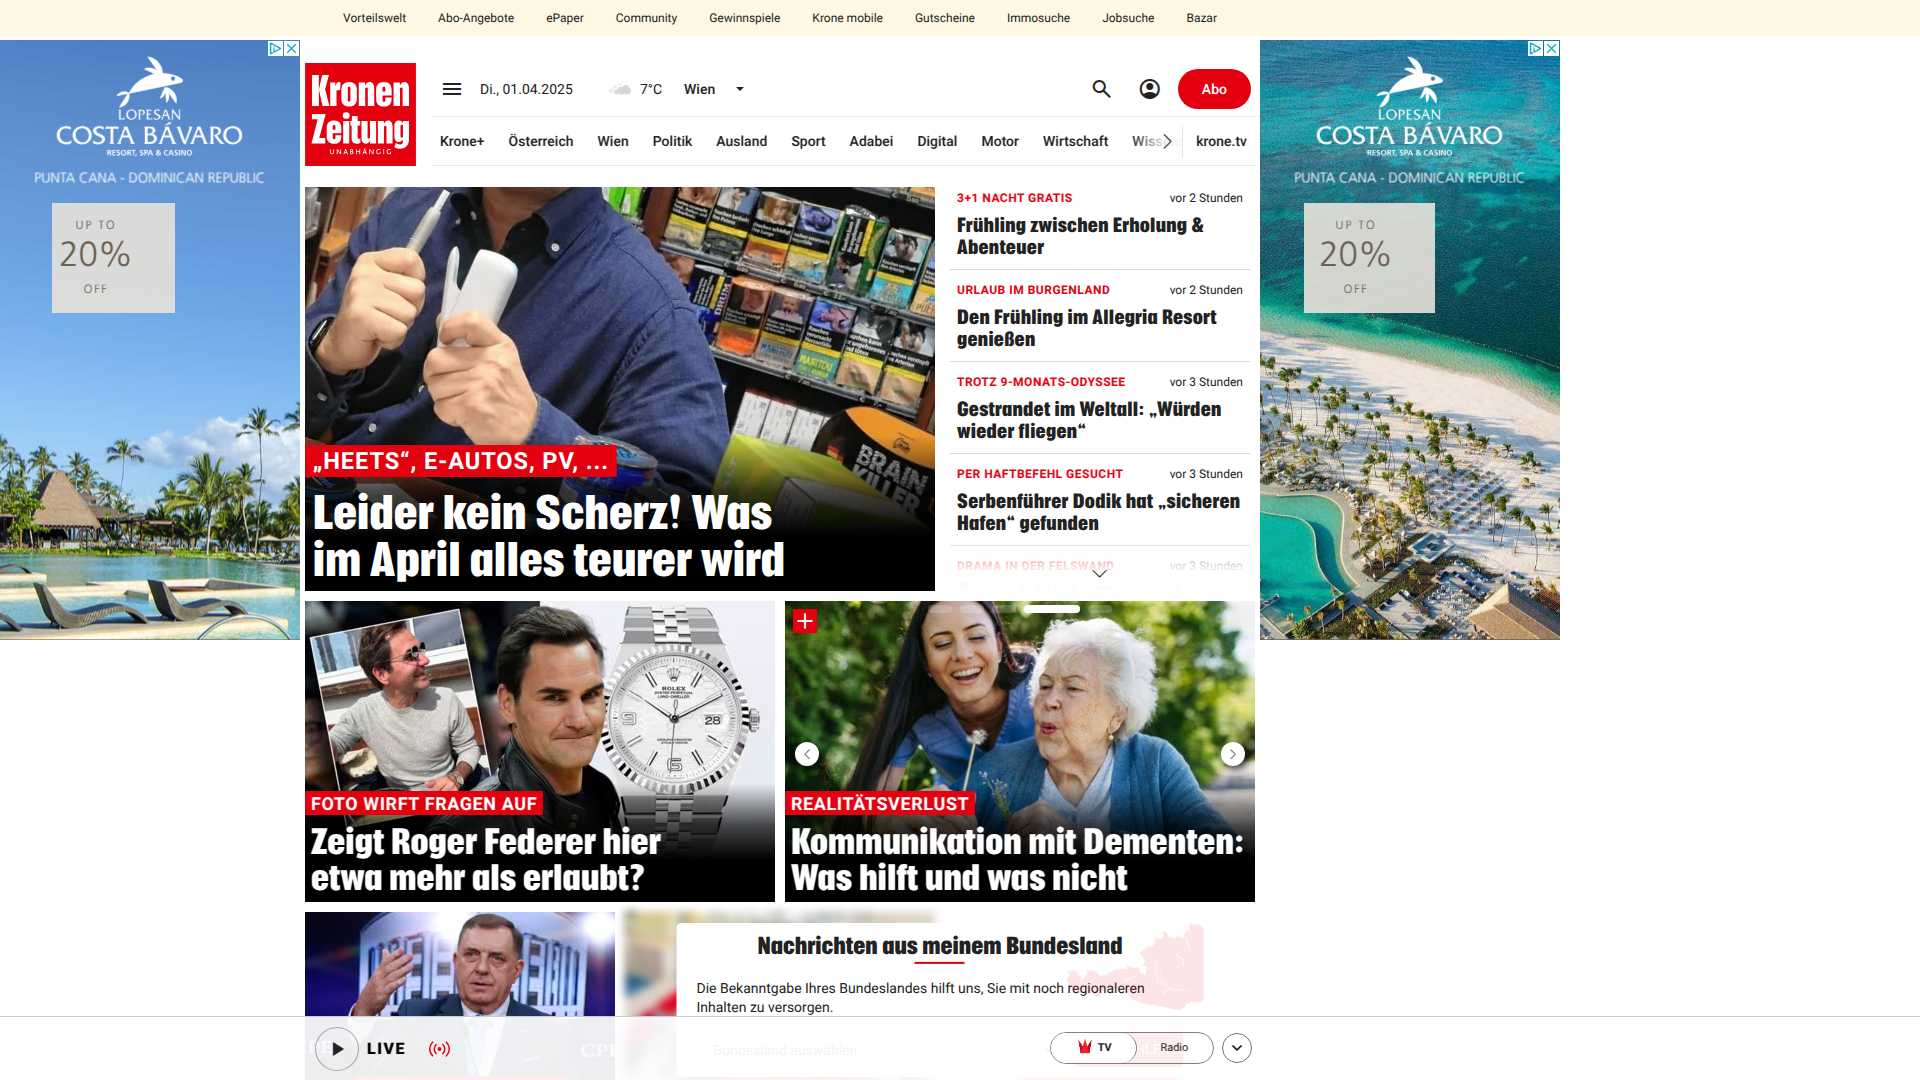 Vorteilswelt Abo-Angebote ePaper Community Gewinnspiele Krone mobile Gutscheine Immosuche Jobsuche Bazar
LOPESAN
COSTA BÁVARO
RESORT, SPA & CASINO
PUNTA CANA - DOMINICAN REPUBLIC
UP TO
20%
OFF
Kronen
Zeitung
UNABHÄNGIG
Di., 01.04.2025 7°C Wien
Abo
Krone+ Österreich Wien Politik Ausland Sport Adabei Digital Motor Wirtschaft Wiss krone.tv
LOPESAN
COSTA BÁVARO
RESORT, SPA & CASINO
PUNTA CANA - DOMINICAN REPUBLIC
UP TO
20%
OFF
BRAIN
KILLER
„HEETS“, E-AUTOS, PV, ...
Leider kein Scherz! Was
im April alles teurer wird
3+1 NACHT GRATIS vor 2 Stunden
Frühling zwischen Erholung &
Abenteuer
URLAUB IM BURGENLAND vor 2 Stunden
Den Frühling im Allegria Resort
genießen
TROTZ 9-MONATS-ODYSSEE vor 3 Stunden
Gestrandet im Weltall: „Würden
wieder fliegen“
PER HAFTBEFEHL GESUCHT vor 3 Stunden
Serbenführer Dodik hat „sicheren
Hafen“ gefunden
DRAMA IN DER FELSWAND vor 3 Stunden
ROLEX
28
FOTO WIRFT FRAGEN AUF
Zeigt Roger Federer hier
etwa mehr als erlaubt?
REALITÄTSVERLUST
Kommunikation mit Dementen:
Was hilft und was nicht
Nachrichten aus meinem Bundesland
Die Bekanntgabe Ihres Bundeslandes hilft uns, Sie mit noch regionaleren
Inhalten zu versorgen.
Bundesland auswählen
LIVE
TV Radio